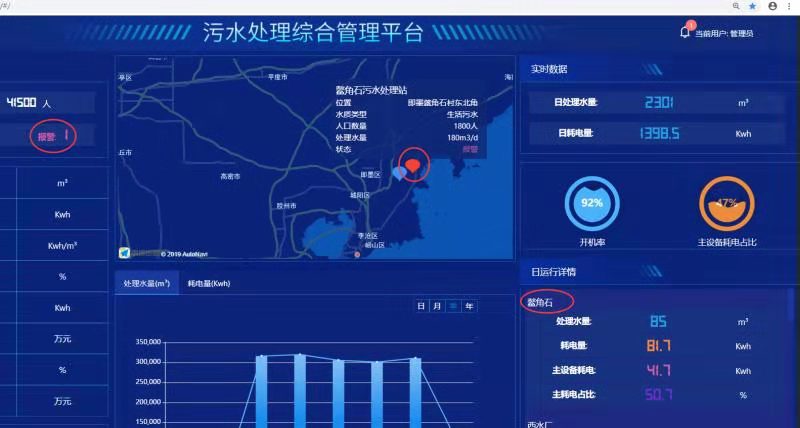 /#/
污水处理综合管理平台
1
当前用户: 管理员
41500 人
报警: 1
m³
Kwh
Kwh/m³
%
Kwh
万元
%
万元
平度市
丘市
高密市
胶州市
即墨区
城阳区
李沧区
崂山区
© 2019 AutoNavi
鳌角石污水处理站
位置 即墨鳌角石村东北角
水质类型 生活污水
人口数量 1800人
处理水量 180m3/d
状态 报警
处理水量(m³) 耗电量(Kwh)
日 月 年
350,000
300,000
250,000
200,000
150,000
实时数据
日处理水量: 2301 m³
日耗电量: 1398.5 Kwh
92%
开机率
47%
主设备耗电占比
日运行详情
鳌角石
处理水量: 85 m³
耗电量: 81.7 Kwh
主设备耗电: 41.7 Kwh
主耗电占比: 50.7 %
西水厂